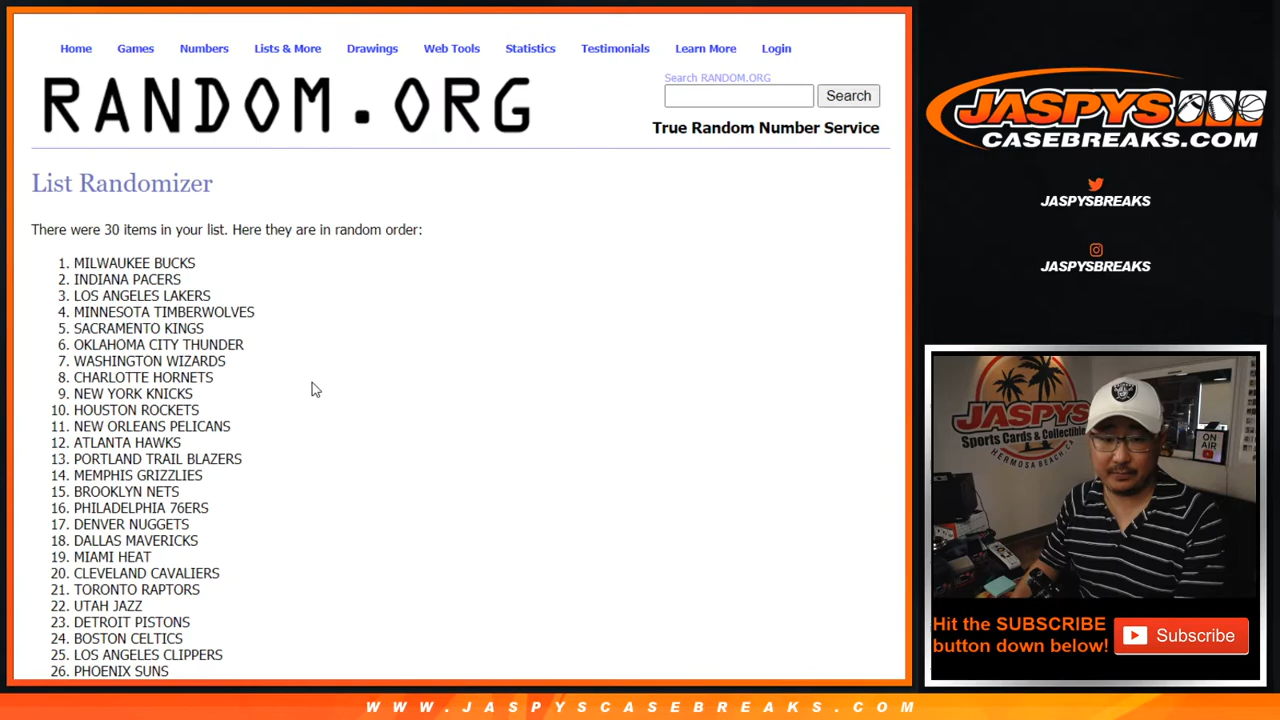 Home Games Numbers Lists & More Drawings Web Tools Statistics Testimonials Learn More Login
RANDOM.ORG
Search RANDOM.ORG
Search
True Random Number Service
List Randomizer
There were 30 items in your list. Here they are in random order:
1. MILWAUKEE BUCKS
2. INDIANA PACERS
3. LOS ANGELES LAKERS
4. MINNESOTA TIMBERWOLVES
5. SACRAMENTO KINGS
6. OKLAHOMA CITY THUNDER
7. WASHINGTON WIZARDS
8. CHARLOTTE HORNETS
9. NEW YORK KNICKS
10. HOUSTON ROCKETS
11. NEW ORLEANS PELICANS
12. ATLANTA HAWKS
13. PORTLAND TRAIL BLAZERS
14. MEMPHIS GRIZZLIES
15. BROOKLYN NETS
16. PHILADELPHIA 76ERS
17. DENVER NUGGETS
18. DALLAS MAVERICKS
19. MIAMI HEAT
20. CLEVELAND CAVALIERS
21. TORONTO RAPTORS
22. UTAH JAZZ
23. DETROIT PISTONS
24. BOSTON CELTICS
25. LOS ANGELES CLIPPERS
26. PHOENIX SUNS
JASPYS
CASEBREAKS.COM
JASPYSBREAKS
JASPYSBREAKS
JASPYS
Sports Cards & Collectible
HERMOSA BEACH CA
ON AIR
Hit the SUBSCRIBE
button down below!
Subscribe
WWW.JASPYSCASEBREAKS.COM